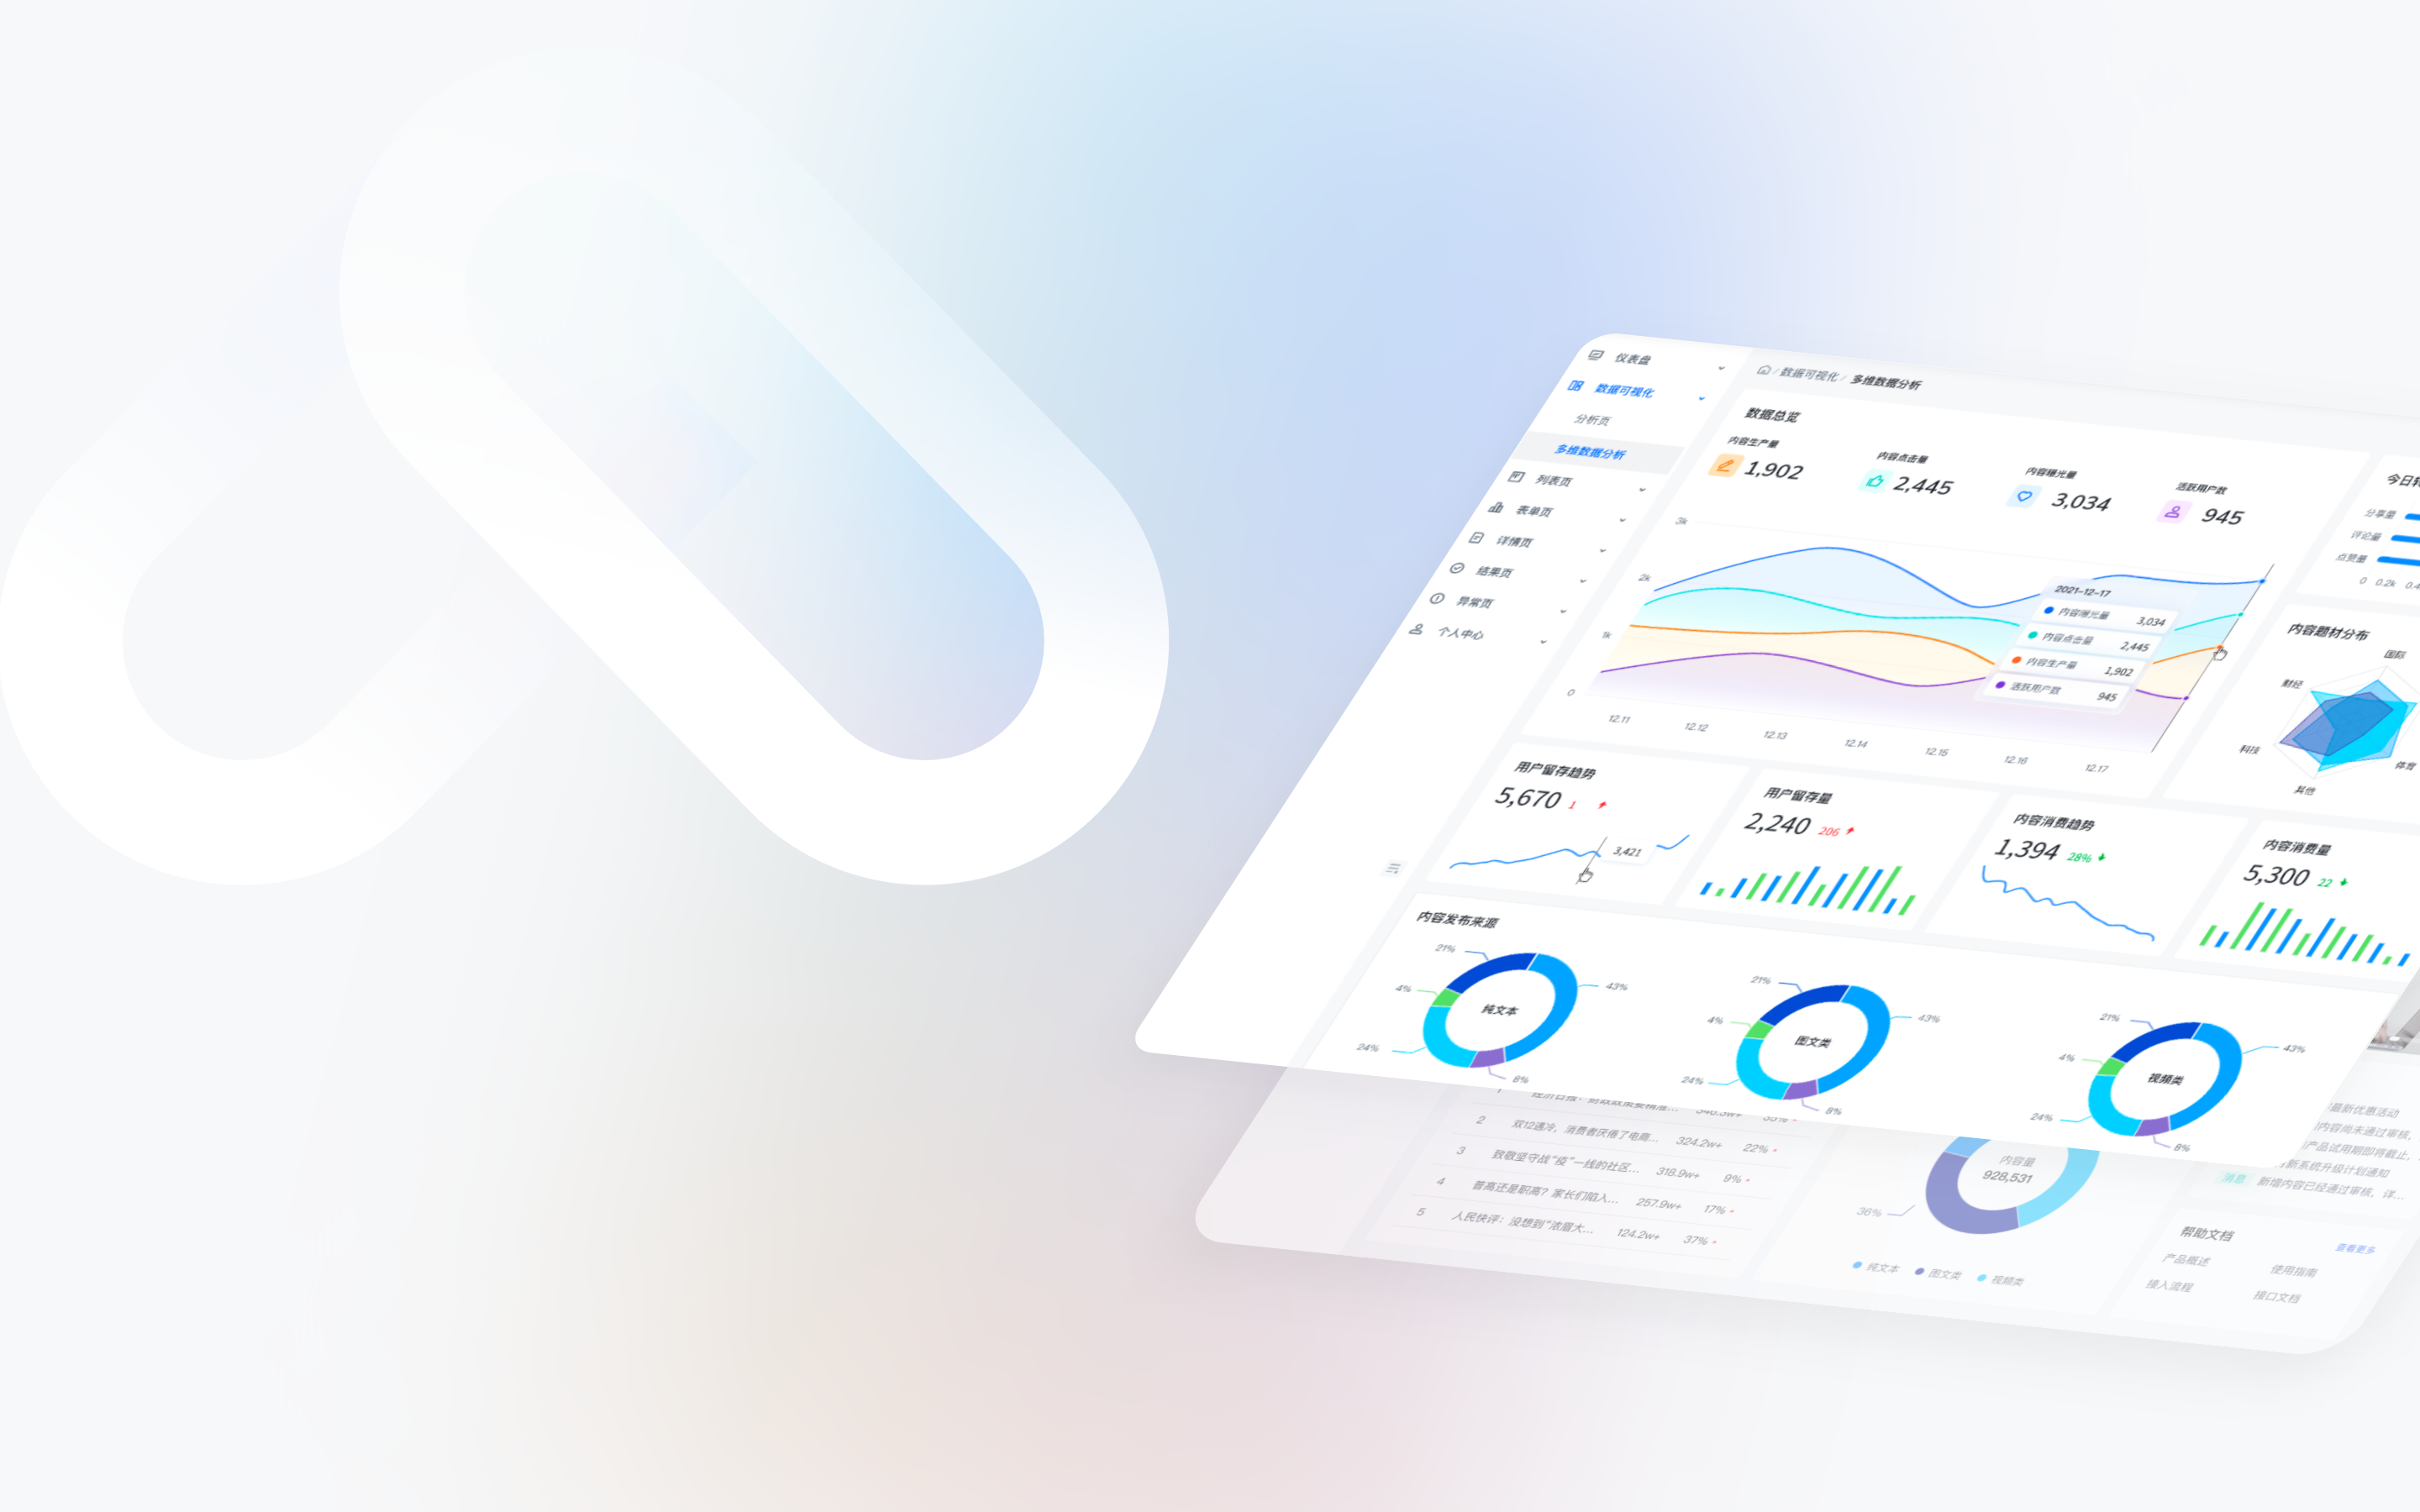 仪表盘
数据可视化
分析页
多维数据分析
列表页
表单页
详情页
结果页
异常页
个人中心
/ 数据可视化 / 多维数据分析
数据总览
内容生产量
1,902
内容点击量
2,445
内容曝光量
3,034
活跃用户数
945
3k
2k
1k
0
12.11
12.12
12.13
12.14
12.15
12.16
12.17
2021-12-17
内容曝光量 3,034
内容点击量 2,445
内容生产量 1,902
活跃用户数 945
今日
分享量
评论量
点赞量
0 0.2k
内容题材分布
国际
财经
科技
体育
其他
用户留存趋势
5,670 1
3,421
用户留存量
2,240 206
内容消费趋势
1,394 28%
内容消费量
5,300 22
内容发布来源
21%
4%
43%
纯文本
24%
8%
21%
4%
43%
图文类
24%
8%
21%
4%
43%
视频类
24%
8%
2 双12遇冷，消费者厌倦了电商... 324.2w+ 22%
3 致敬坚守战“疫”一线的社区... 318.9w+ 9%
4 普高还是职高？家长们陷入... 257.9w+ 17%
5 人民快评：没想到“浓眉大... 124.2w+ 37%
内容量
928,531
36%
纯文本 图文类 视频类
最新优惠活动
内容尚未通过审核，
产品试用期即将截止，
新系统升级计划通知
消息 新增内容已经通过审核，详...
帮助文档
查看更多
产品概述
使用指南
接入流程
接口文档